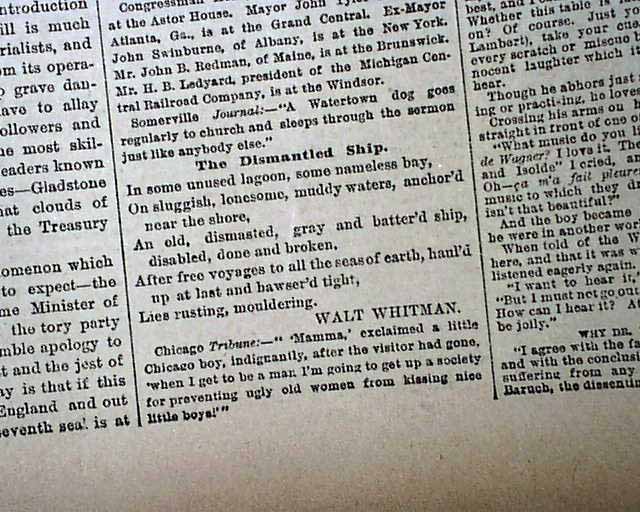 ntroduction
ill is much
rialists, and
om its opera-
grave dan-
ave to allay
ollowers and
he most skil-
eaders known
es—Gladstone
hat clouds of
the Treasury
omenon which
to expect—the
me Minister of
the tory party
mble apology to
t and the jest of
ay is that if this
England and out
seventh sea! is at
Congressman
at the Astor House. Mayor John Tyler
Atlanta, Ga., is at the Grand Central. Ex-Mayor
John Swinburne, of Albany, is at the New York.
Mr. John B. Redman, of Maine, is at the Brunswick.
Mr. H. B. Ledyard, president of the Michigan Cen-
tral Railroad Company, is at the Windsor.
Somerville Journal:—"A Watertown dog goes
regularly to church and sleeps through the sermon
just like anybody else."
The Dismantled Ship.
In some unused lagoon, some nameless bay,
On sluggish, lonesome, muddy waters, anchor'd
near the shore,
An old, dismasted, gray and batter'd ship,
disabled, done and broken,
After free voyages to all the seas of earth, haul'd
up at last and hawser'd tight,
Lies rusting, mouldering.
WALT WHITMAN.
Chicago Tribune:—"'Mamma,' exclaimed a little
Chicago boy, indignantly, after the visitor had gone,
'when I get to be a man I'm going to get up a society
for preventing ugly old women from kissing nice
little boys!'"
best, and I
Whether this table is
on? Of course. Just yo
Lambert), take your cu
every scratch or miscue b
nocent laughter which it
hear.
Though he abhors just
ing or practising, he loves
Crossing his arms on
straight in front of one o
"What music do you l
de Wagner? I love it. The
and Isolde" I cried, an
Oh—ça m'a fait pleure
music to which they d
isn't that beautiful?"
And the boy became
he were in another wor
When told of the W
here, and that it was w
listened eagerly again.
"I want to hear it,
"But I must not go out
How can I hear it?
be jolly."
WHY DR.
"I agree with the fa
and with the conclus
suffering from any
Baruch, the dissentin